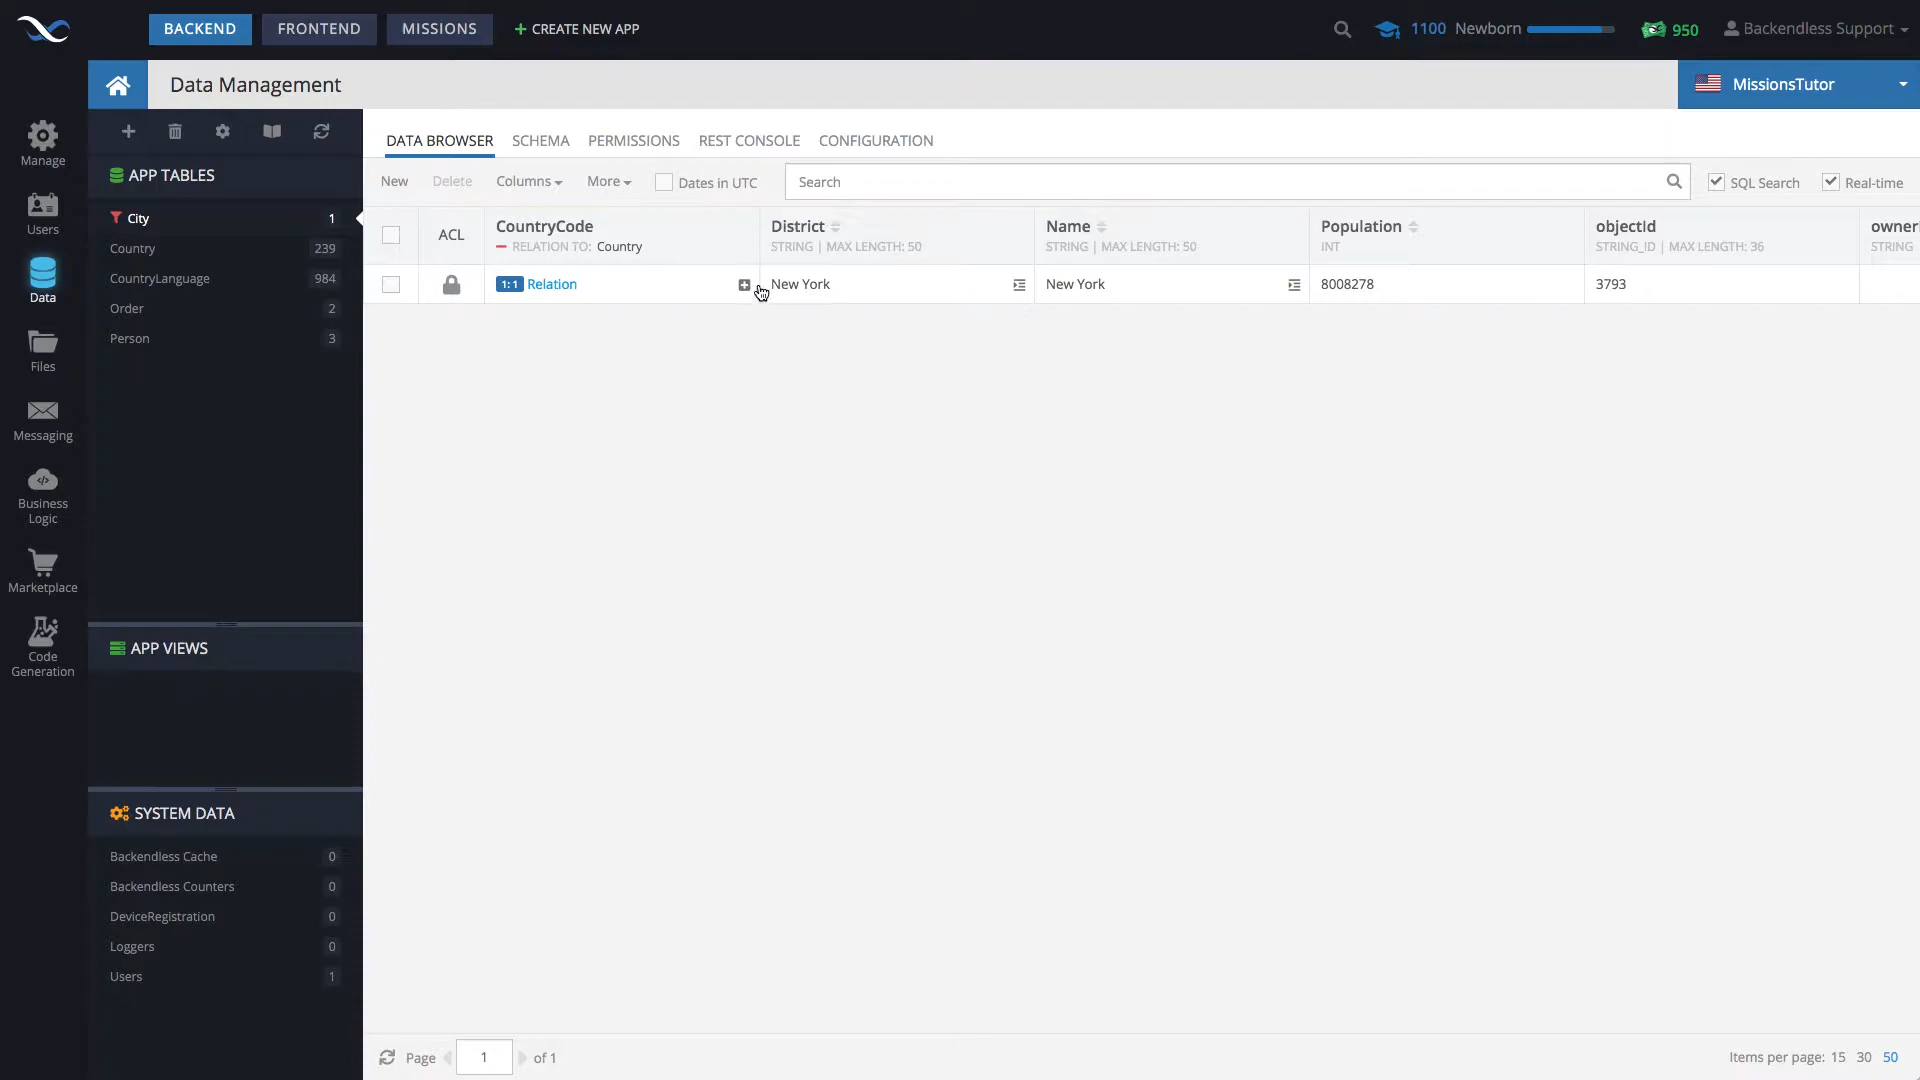 BACKEND FRONTEND MISSIONS + CREATE NEW APP 1100 Newborn 950 Backendless Support
Data Management MissionsTutor
Manage
Users
Data
Files
Messaging
Business
Logic
Marketplace
Code
Generation
APP TABLES
City 1
Country 239
CountryLanguage 984
Order 2
Person 3
APP VIEWS
SYSTEM DATA
Backendless Cache 0
Backendless Counters 0
DeviceRegistration 0
Loggers 0
Users 1
DATA BROWSER SCHEMA PERMISSIONS REST CONSOLE CONFIGURATION
New Delete Columns More Dates in UTC Search SQL Search Real-time
ACL CountryCode District Name Population objectId owner
RELATION TO: Country STRING | MAX LENGTH: 50 STRING | MAX LENGTH: 50 INT STRING_ID | MAX LENGTH: 36 STRING
1:1 Relation New York New York 8008278 3793
Page 1 of 1 Items per page: 15 30 50